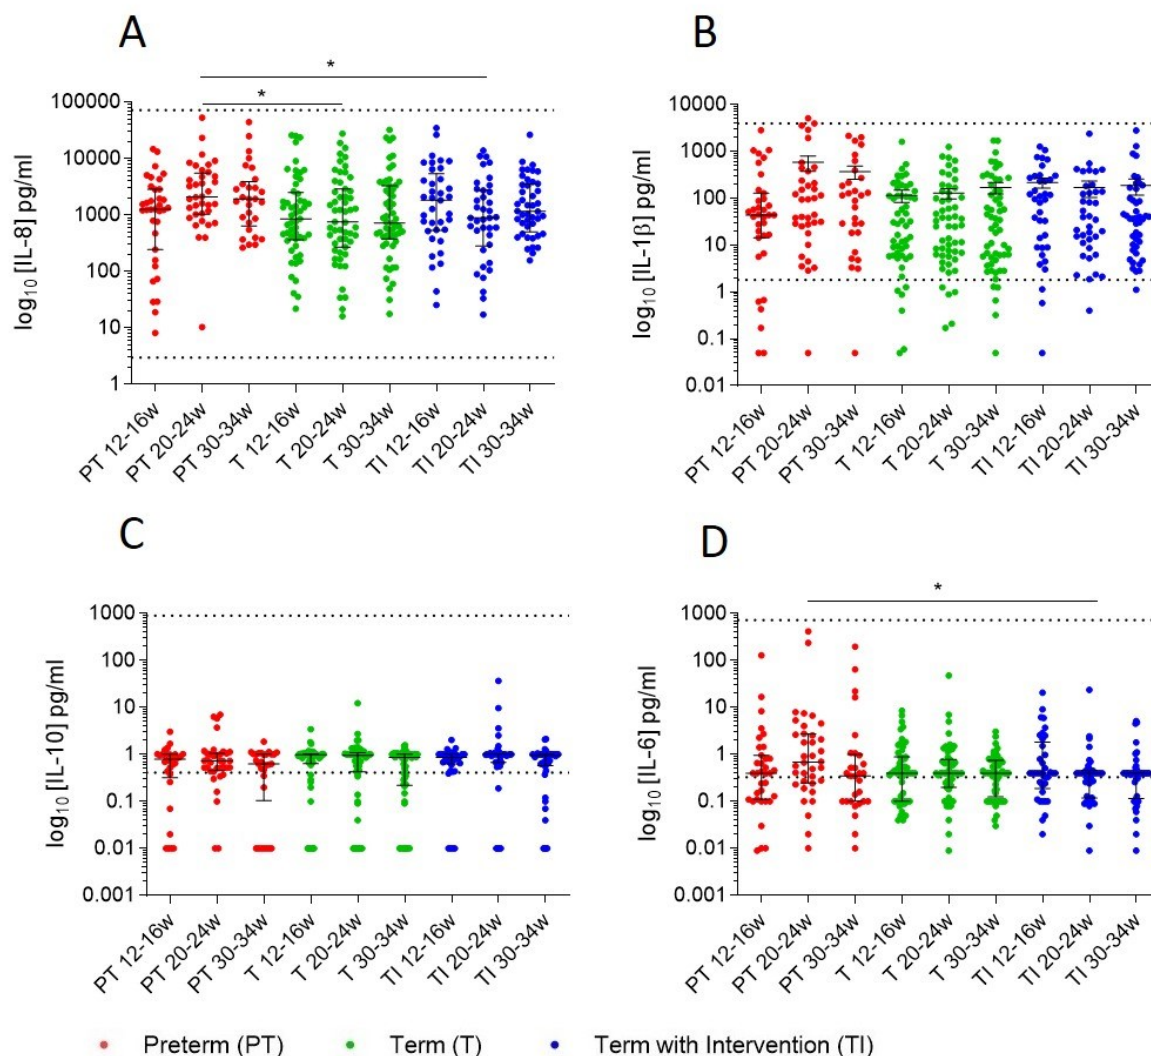 A
*
*
log10 [IL-8] pg/ml
100000
10000
1000
100
10
1
PT 12-16w
PT 20-24w
PT 30-34w
T 12-16w
T 20-24w
T 30-34w
TI 12-16w
TI 20-24w
TI 30-34w
B
log10 [IL-1β] pg/ml
10000
1000
100
10
1
0.1
0.01
PT 12-16w
PT 20-24w
PT 30-34w
T 12-16w
T 20-24w
T 30-34w
TI 12-16w
TI 20-24w
TI 30-34w
C
log10 [IL-10] pg/ml
1000
100
10
1
0.1
0.01
0.001
PT 12-16w
PT 20-24w
PT 30-34w
T 12-16w
T 20-24w
T 30-34w
TI 12-16w
TI 20-24w
TI 30-34w
D
*
log10 [IL-6] pg/ml
1000
100
10
1
0.1
0.01
0.001
PT 12-16w
PT 20-24w
PT 30-34w
T 12-16w
T 20-24w
T 30-34w
TI 12-16w
TI 20-24w
TI 30-34w
Preterm (PT)
Term (T)
Term with Intervention (TI)